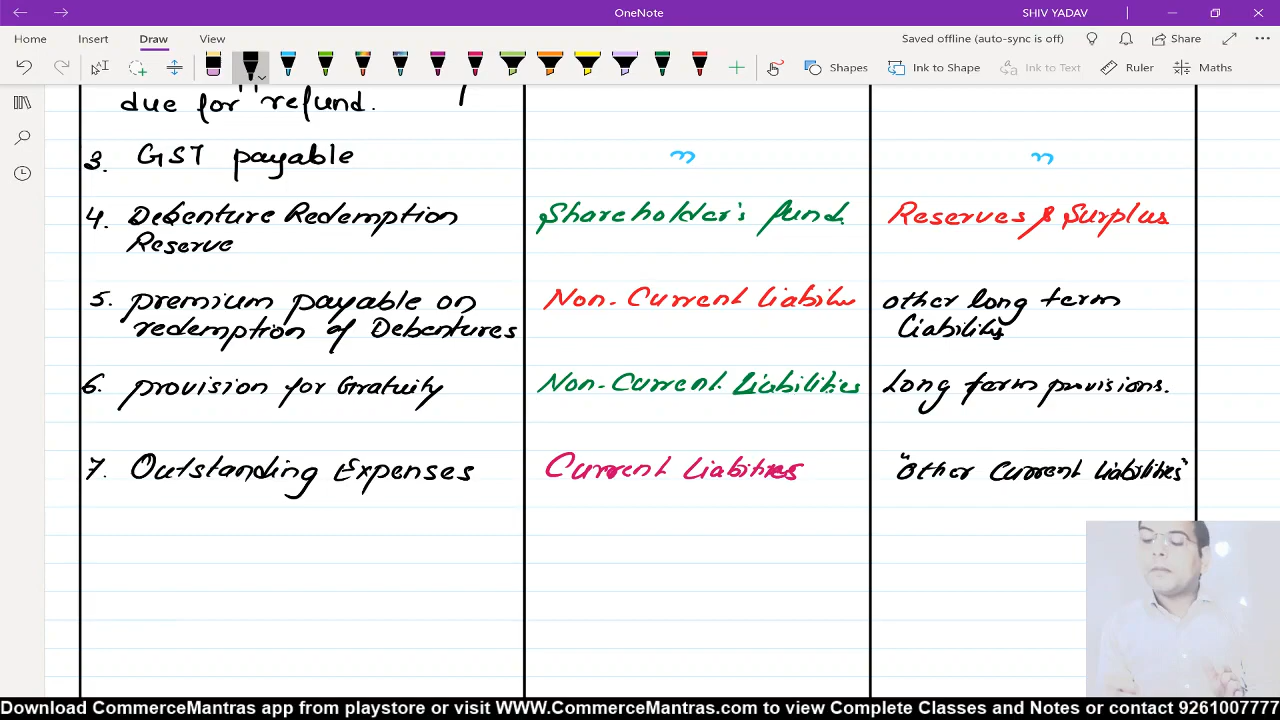 OneNote
SHIV YADAV
Home Insert Draw View
Saved offline (auto-sync is off)
Share
Shapes
Ink to Shape
Ink to Text
Ruler
Maths
due for refund.
3. GST payable " "
4. Debenture Redemption Shareholder's fund. Reserves & Surplus
Reserve
5. premium payable on Non-Current Liabilities other long term
redemption of Debentures Liability
6. provision for Gratuity Non-Current Liabilities Long term provisions.
7. Outstanding Expenses Current Liabilities "Other Current Liabilities"
Download CommerceMantras app from playstore or visit WWW.CommerceMantras.com to view Complete Classes and Notes or contact 9261007777